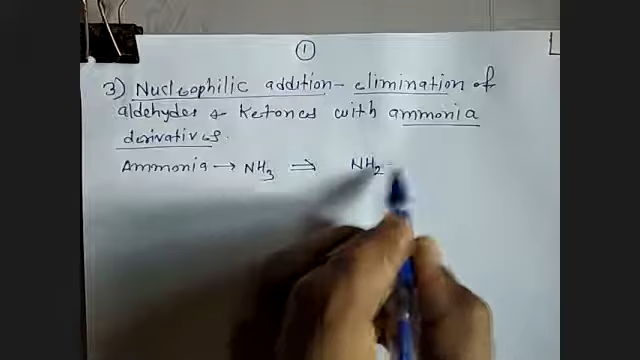 1
3) Nucleophilic addition - elimination of
aldehydes & Ketones with ammonia
derivatives.
Ammonia → NH3 ⇒ NH2